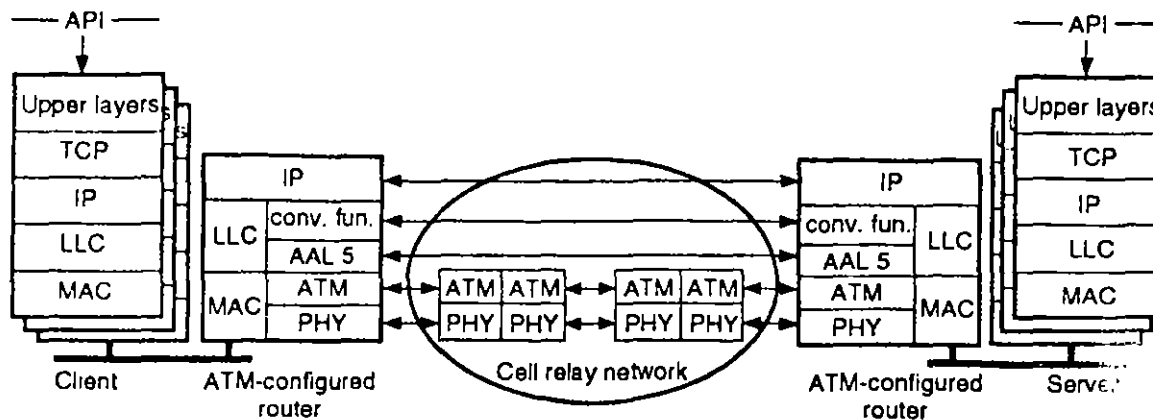 API
Upper layers
TCP
IP
LLC
MAC
Client
IP
LLC
conv. fun.
AAL 5
MAC
ATM
PHY
ATM-configured
router
ATM ATM
PHY PHY
ATM ATM
PHY PHY
Cell relay network
IP
conv. fun.
LLC
AAL 5
ATM
MAC
PHY
ATM-configured
router
API
Upper layers
TCP
IP
LLC
MAC
Server